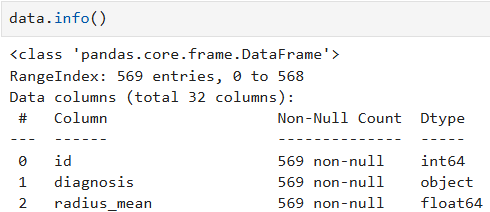 data.info()
<class 'pandas.core.frame.DataFrame'>
RangeIndex: 569 entries, 0 to 568
Data columns (total 32 columns):
 #   Column                   Non-Null Count  Dtype
---  ------                   --------------  -----
 0   id                       569 non-null    int64
 1   diagnosis                569 non-null    object
 2   radius_mean              569 non-null    float64